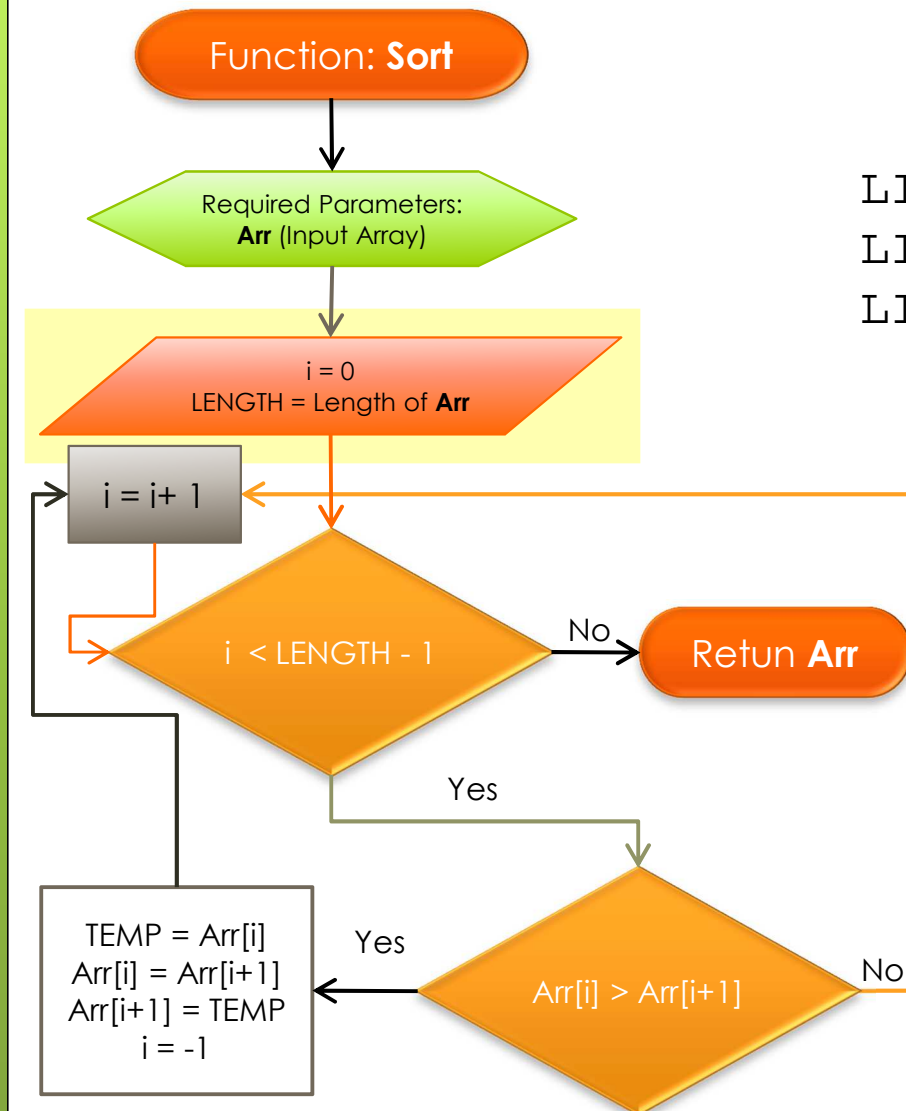 Function: Sort
Required Parameters:
Arr (Input Array)
i = 0
LENGTH = Length of Arr
i = i+ 1
i < LENGTH - 1
No
Retun Arr
Yes
TEMP = Arr[i]
Arr[i] = Arr[i+1]
Arr[i+1] = TEMP
i = -1
Yes
Arr[i] > Arr[i+1]
No